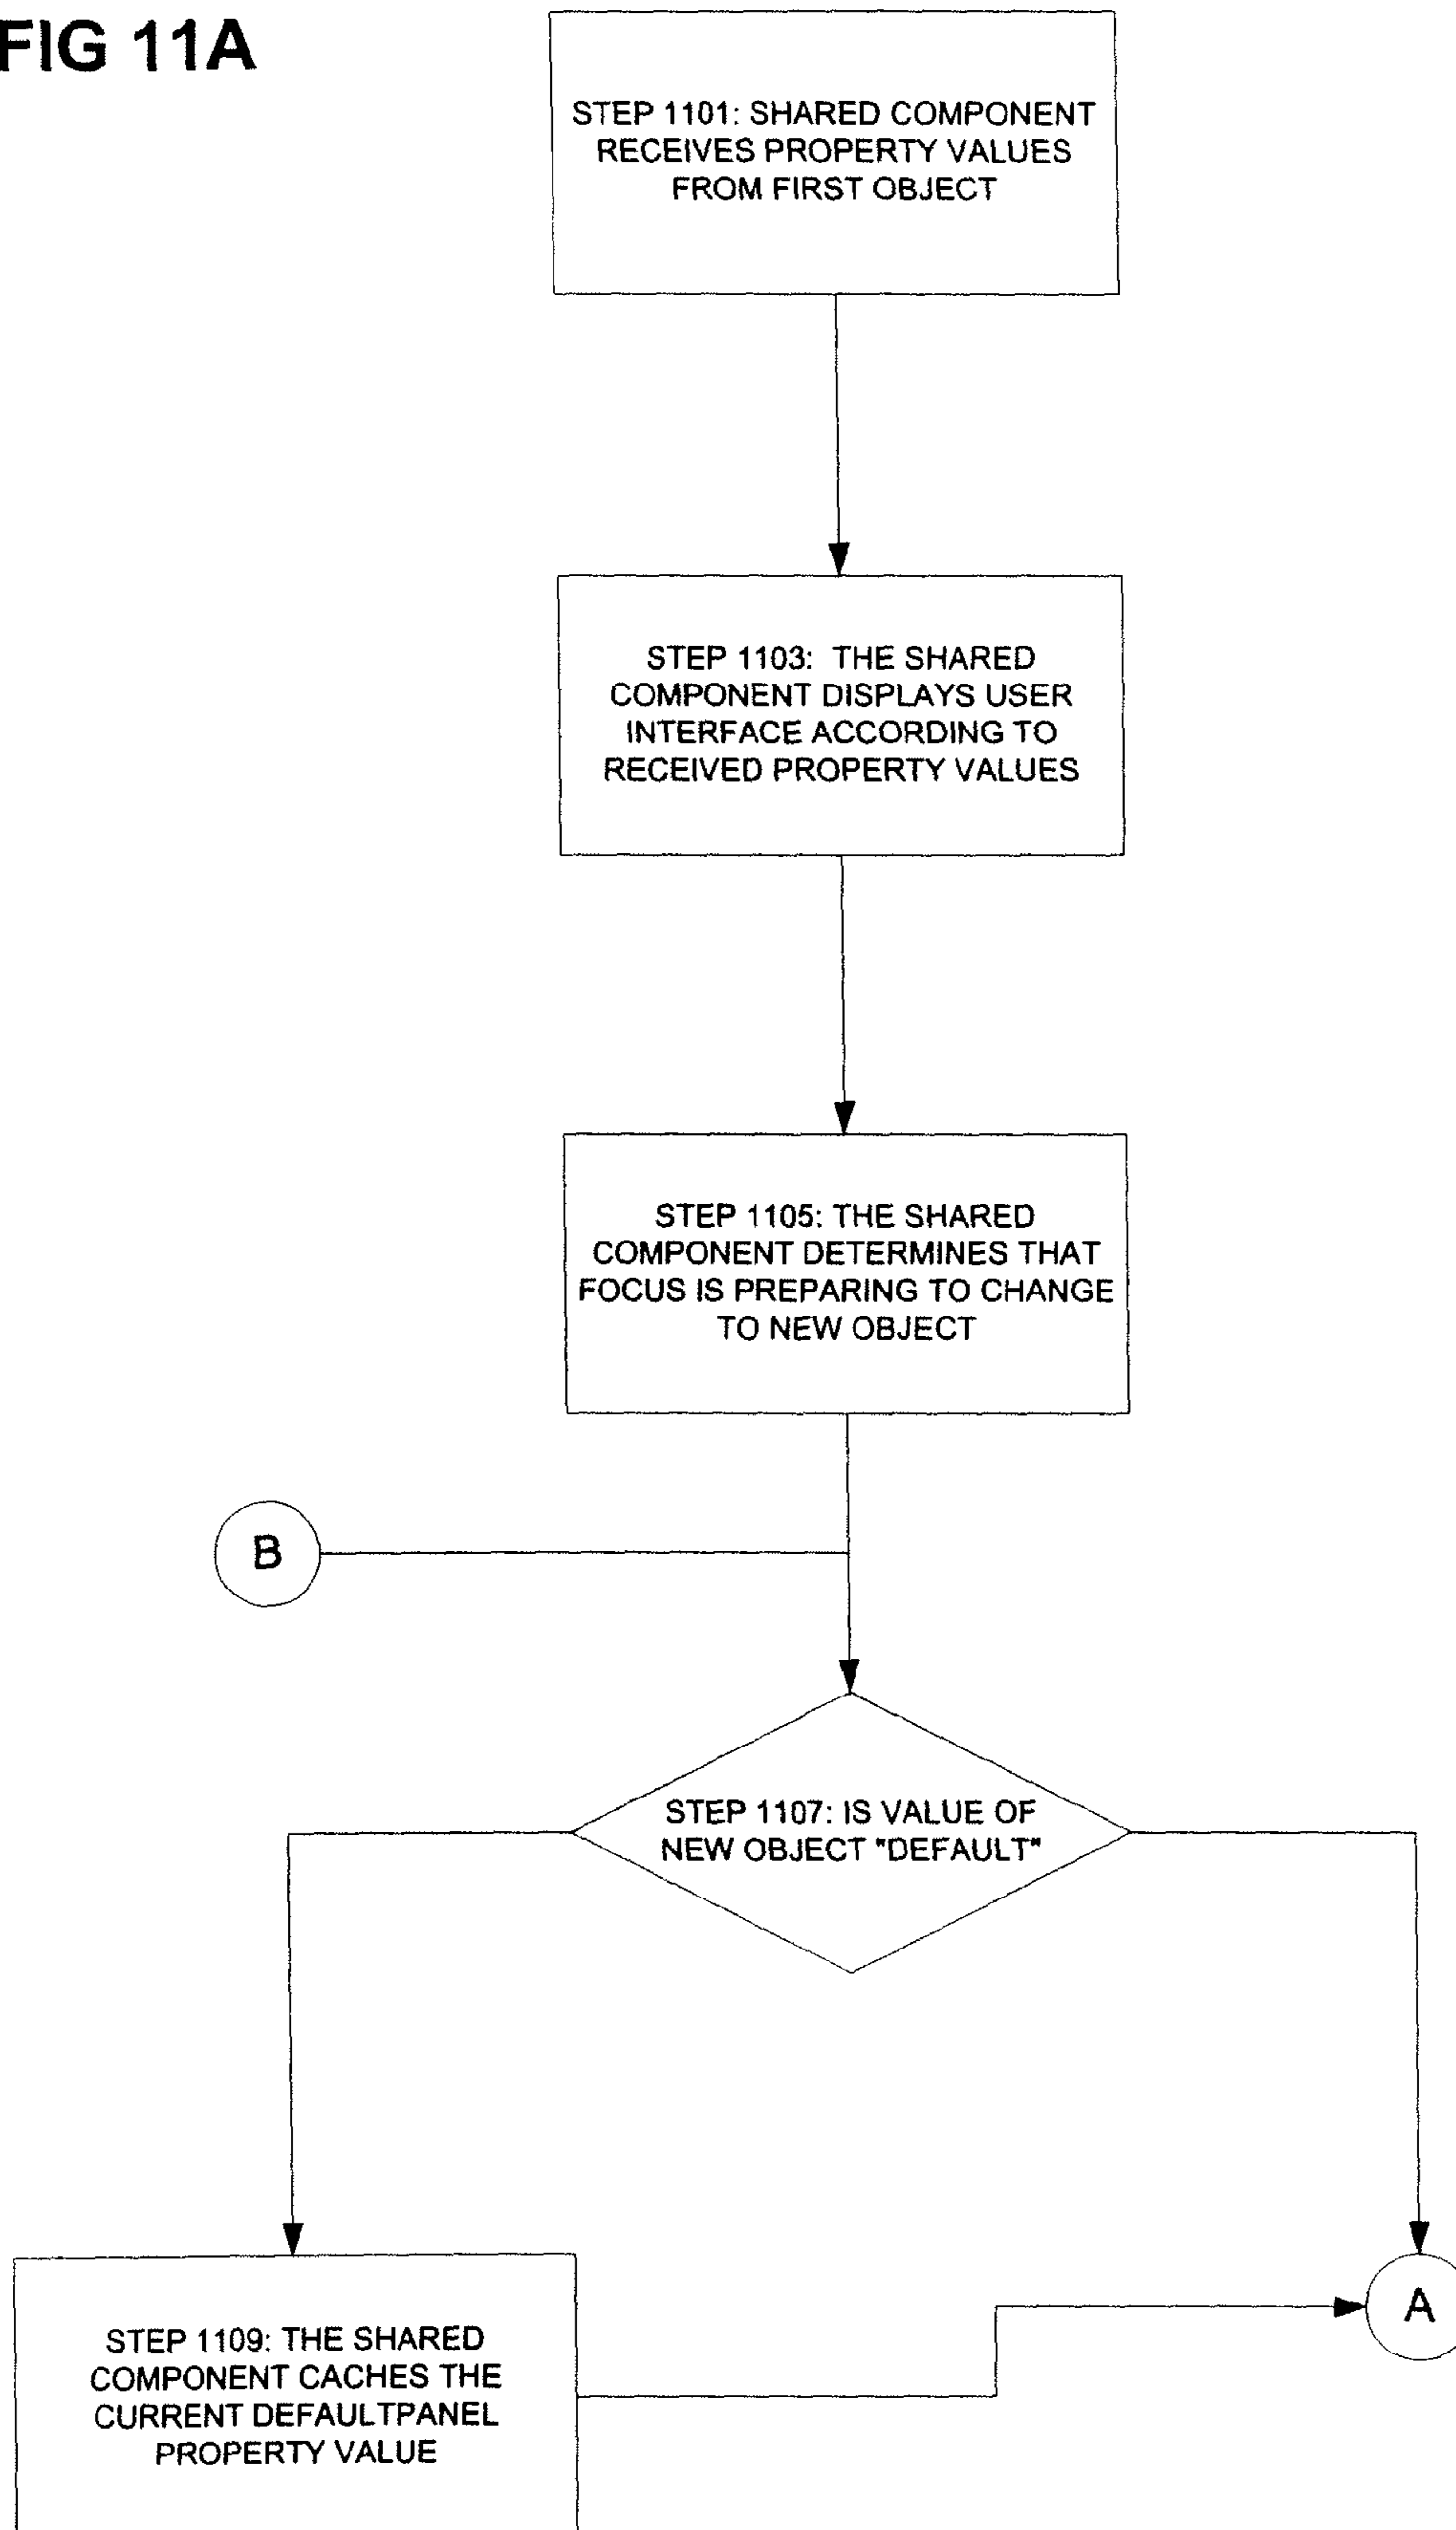 FIG 11A
STEP 1101: SHARED COMPONENT
RECEIVES PROPERTY VALUES
FROM FIRST OBJECT
STEP 1103: THE SHARED
COMPONENT DISPLAYS USER
INTERFACE ACCORDING TO
RECEIVED PROPERTY VALUES
STEP 1105: THE SHARED
COMPONENT DETERMINES THAT
FOCUS IS PREPARING TO CHANGE
TO NEW OBJECT
B
STEP 1107: IS VALUE OF
NEW OBJECT "DEFAULT"
A
STEP 1109: THE SHARED
COMPONENT CACHES THE
CURRENT DEFAULTPANEL
PROPERTY VALUE